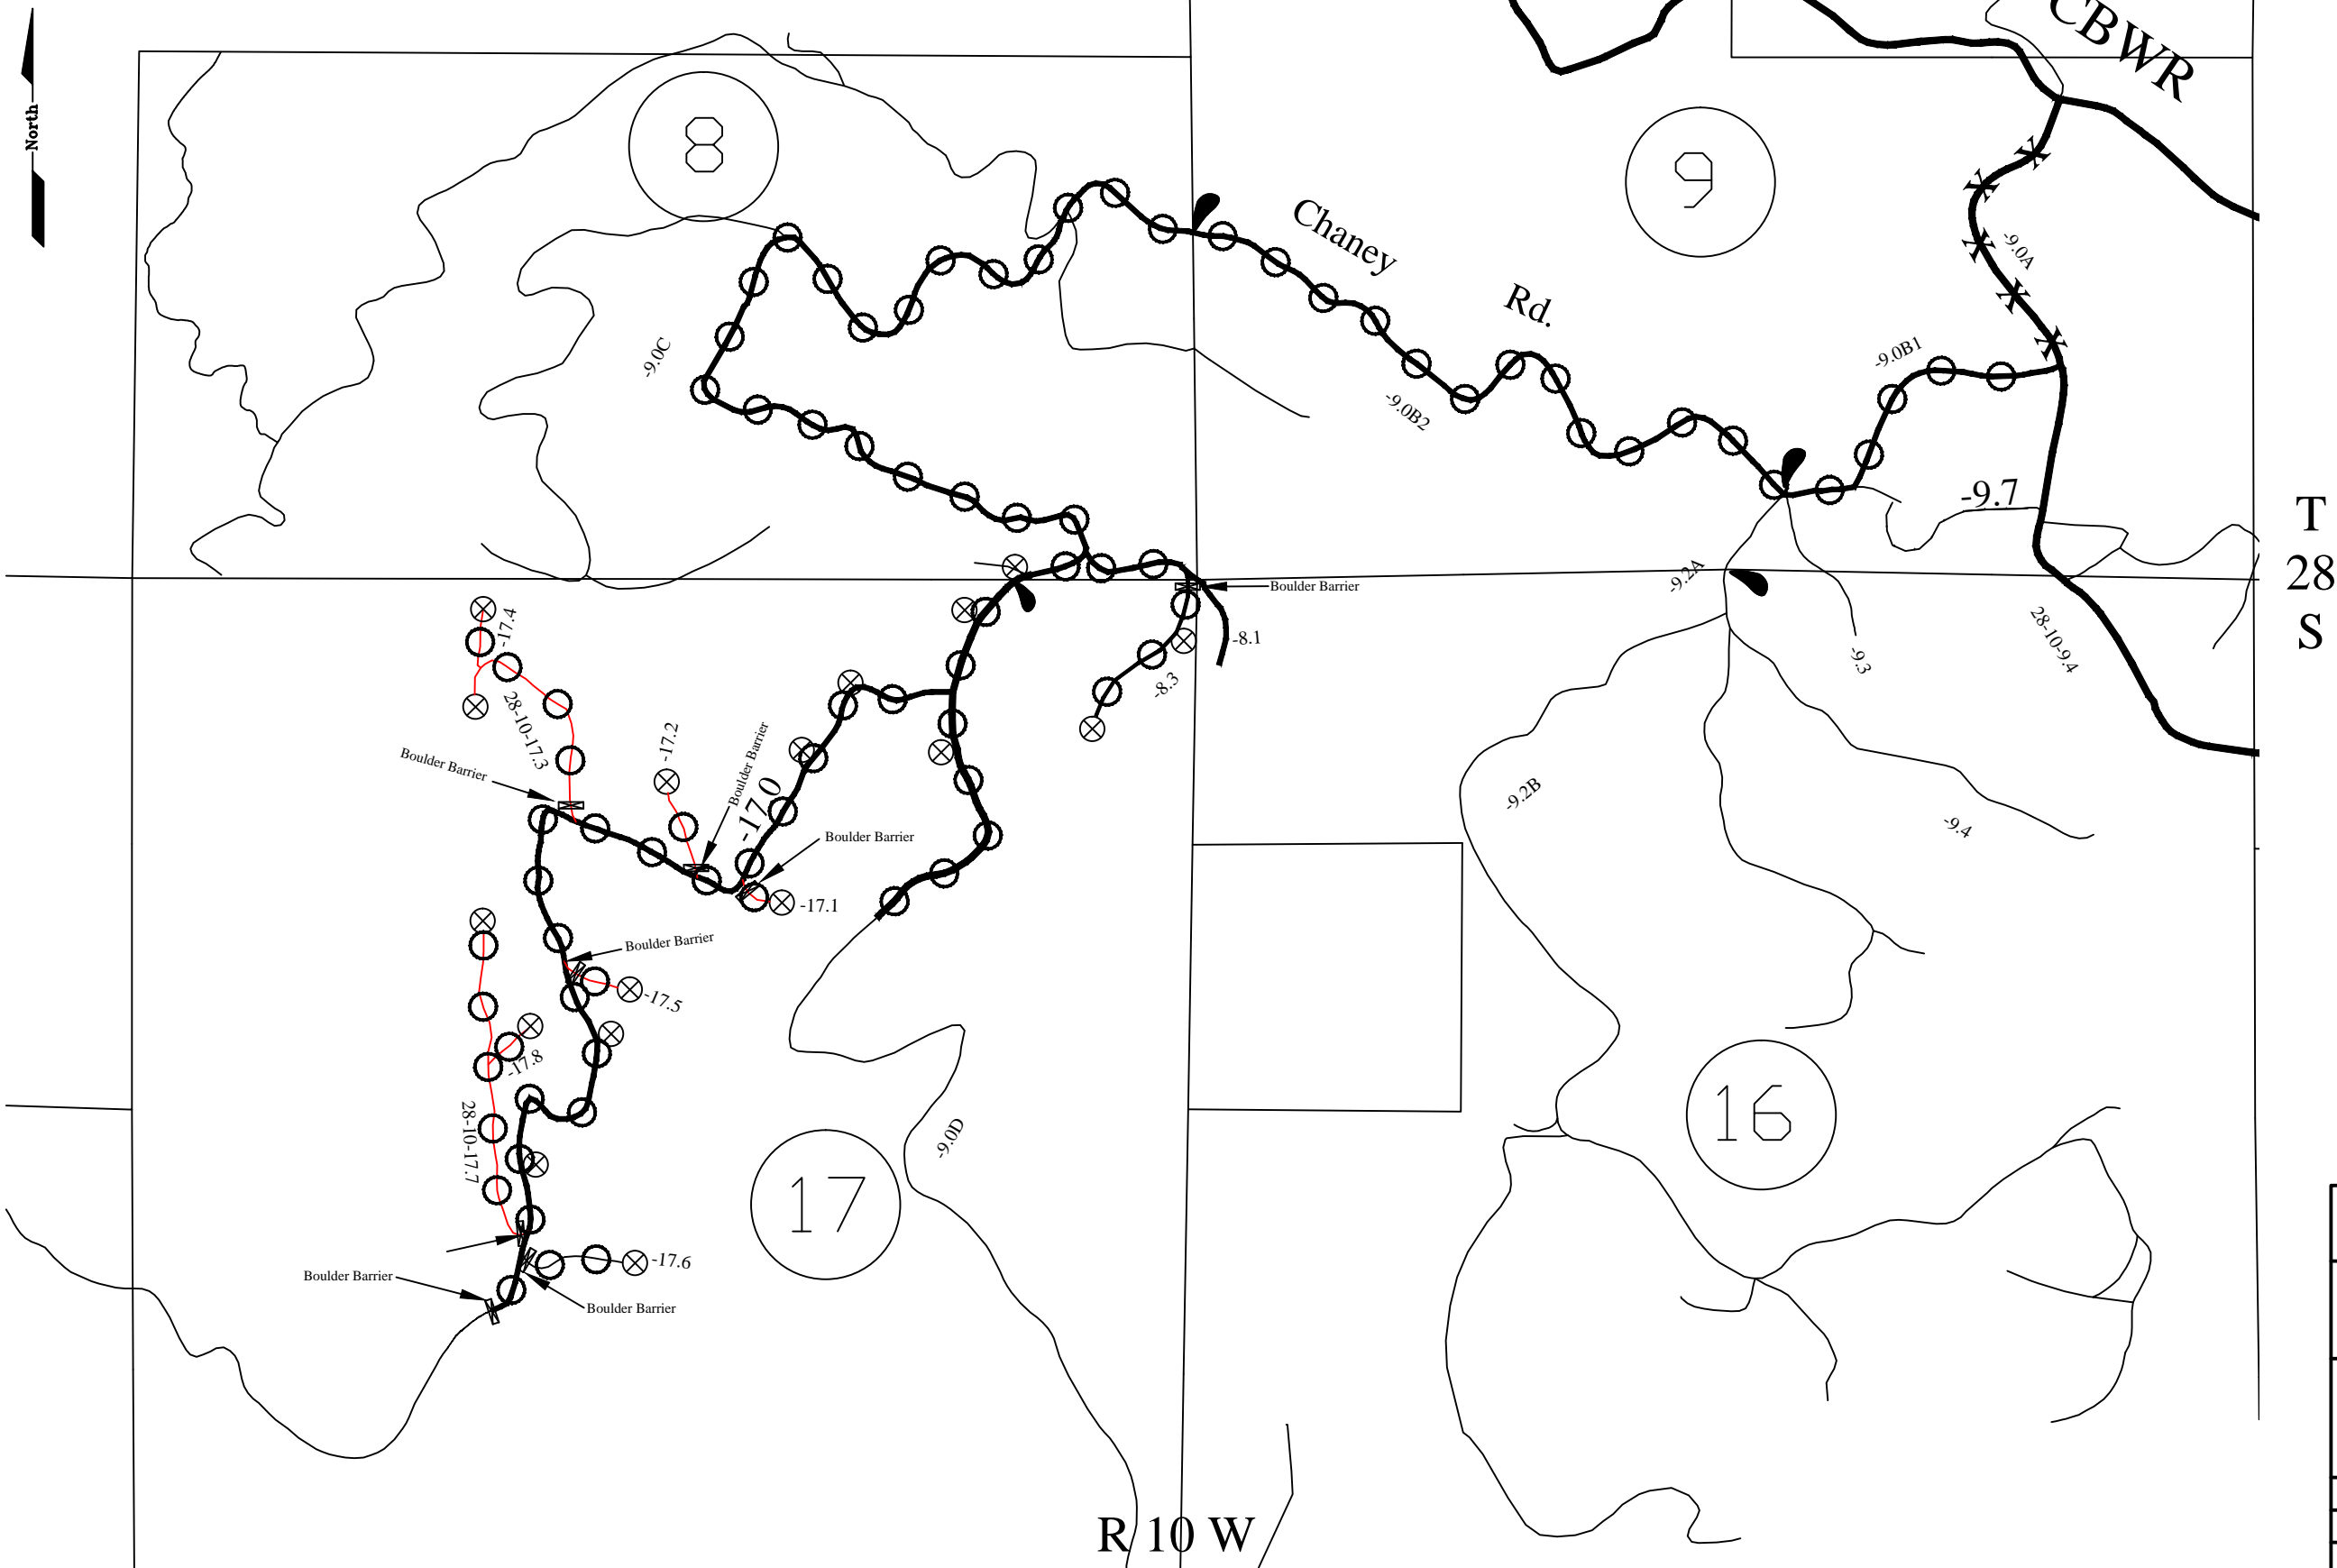 North
CBWR
8
9
Chaney
Rd.
-9.0A
-9.0B1
-9.0C
-9.0B2
-9.7
T
28
S
-9.2A
Boulder Barrier
-8.1
-17.4
28-10-9.4
-9.3
-8.3
28-10-17.3
-17.2
Boulder Barrier
Boulder Barrier
-17.0
-9.2B
-9.4
Boulder Barrier
-17.1
Boulder Barrier
-17.5
-17.8
28-10-17.7
-9.0D
16
17
-17.6
Boulder Barrier
Boulder Barrier
R 10 W